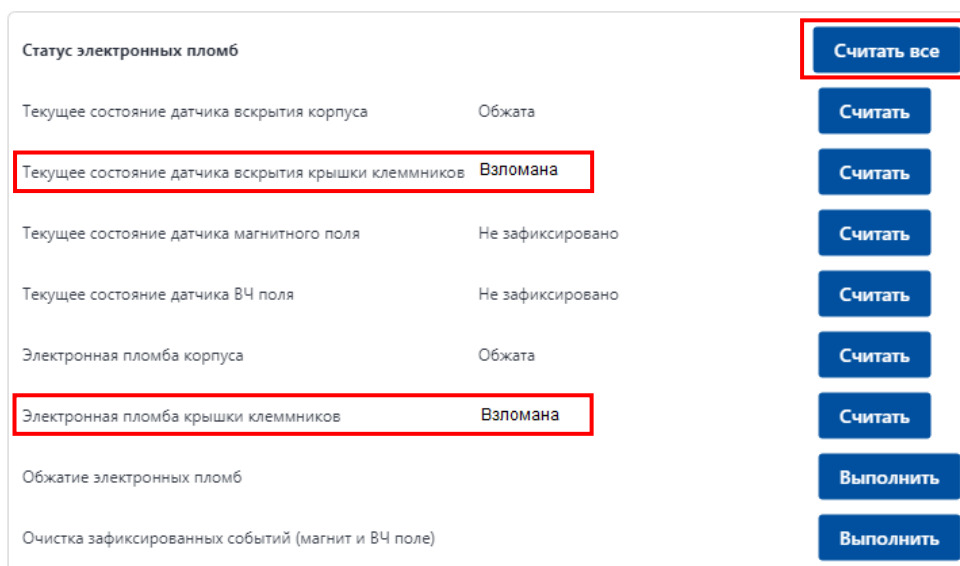 Статус электронных пломб Считать все
Текущее состояние датчика вскрытия корпуса Обжата Считать
Текущее состояние датчика вскрытия крышки клеммников Взломана Считать
Текущее состояние датчика магнитного поля Не зафиксировано Считать
Текущее состояние датчика ВЧ поля Не зафиксировано Считать
Электронная пломба корпуса Обжата Считать
Электронная пломба крышки клеммников Взломана Считать
Обжатие электронных пломб Выполнить
Очистка зафиксированных событий (магнит и ВЧ поле) Выполнить